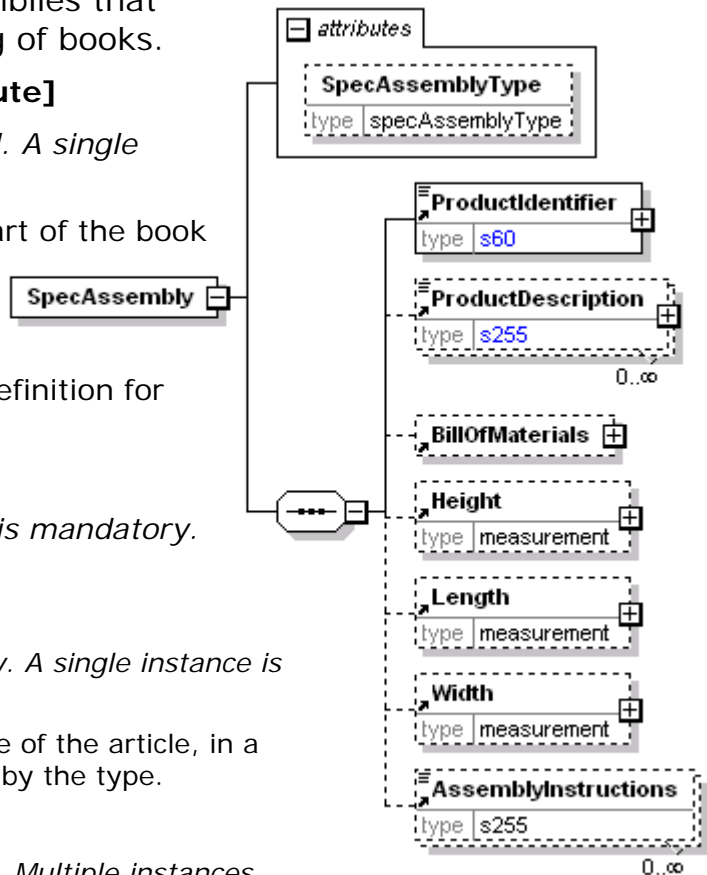 mblies that
g of books.
ute]
. A single
art of the book
efinition for
is mandatory.
y. A single instance is
e of the article, in a
by the type.
. Multiple instances
attributes
SpecAssemblyType
type specAssemblyType
SpecAssembly
ProductIdentifier
type s60
ProductDescription
type s255
0..∞
BillOfMaterials
Height
type measurement
Length
type measurement
Width
type measurement
AssemblyInstructions
type s255
0..∞